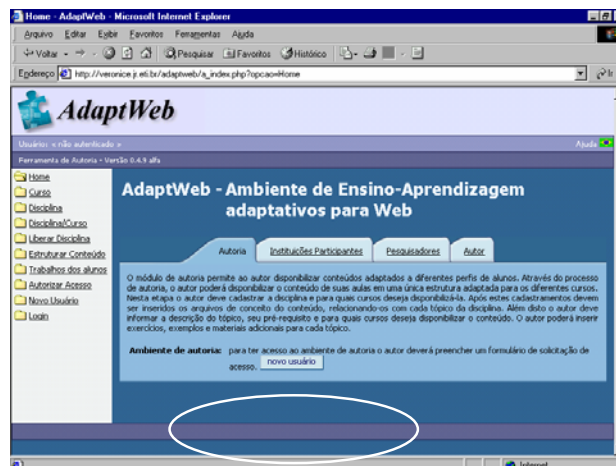 Home - AdaptWeb - Microsoft Internet Explorer
Arquivo Editar Exibir Favoritos Ferramentas Ajuda
Voltar Pesquisar Favoritos Histórico
Endereço http://veronice.jr.eti.br/adaptweb/a_index.php?opcao=Home Ir
AdaptWeb
Usuário: « não autenticado » Ajuda
Ferramenta de Autoria - Versão 0.4.9 alfa
Home
Curso
Disciplina
Disciplina/Curso
Liberar Disciplina
Estruturar Conteúdo
Trabalhos dos alunos
Autorizar Acesso
Novo Usuário
Login
AdaptWeb - Ambiente de Ensino-Aprendizagem
adaptativos para Web
Autoria Instituições Participantes Pesquisadores Autor
O módulo de autoria permite ao autor disponibilizar conteúdos adaptados a diferentes perfis de alunos. Através do processo
de autoria, o autor poderá disponibilizar o conteúdo de suas aulas em uma única estrutura adaptada para os diferentes cursos.
Nesta etapa o autor deve cadastrar a disciplina e para quais cursos deseja disponibilizá-la. Após estes cadastramentos devem
ser inseridos os arquivos de conceito do conteúdo, relacionando-os com cada tópico da disciplina. Além disto o autor deve
informar a descrição do tópico, seu pré-requisito e para quais cursos deseja disponibilizar o conteúdo. O autor poderá inserir
exercícios, exemplos e materiais adicionais para cada tópico.
Ambiente de autoria: para ter acesso ao ambiente de autoria o autor deverá preencher um formulário de solicitação de
acesso. novo usuário
Internet